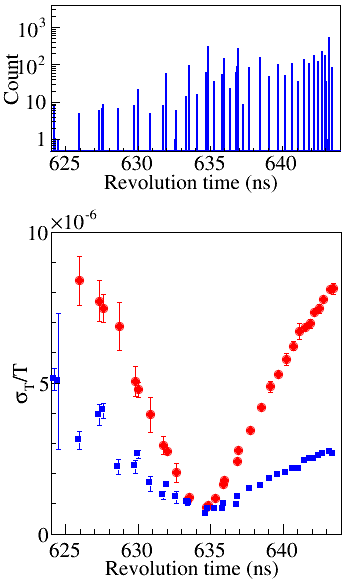 Count
10³
10²
10
1
625 630 635 640
Revolution time (ns)
×10⁻⁶
10
5
0
σ_T/T
625 630 635 640
Revolution time (ns)